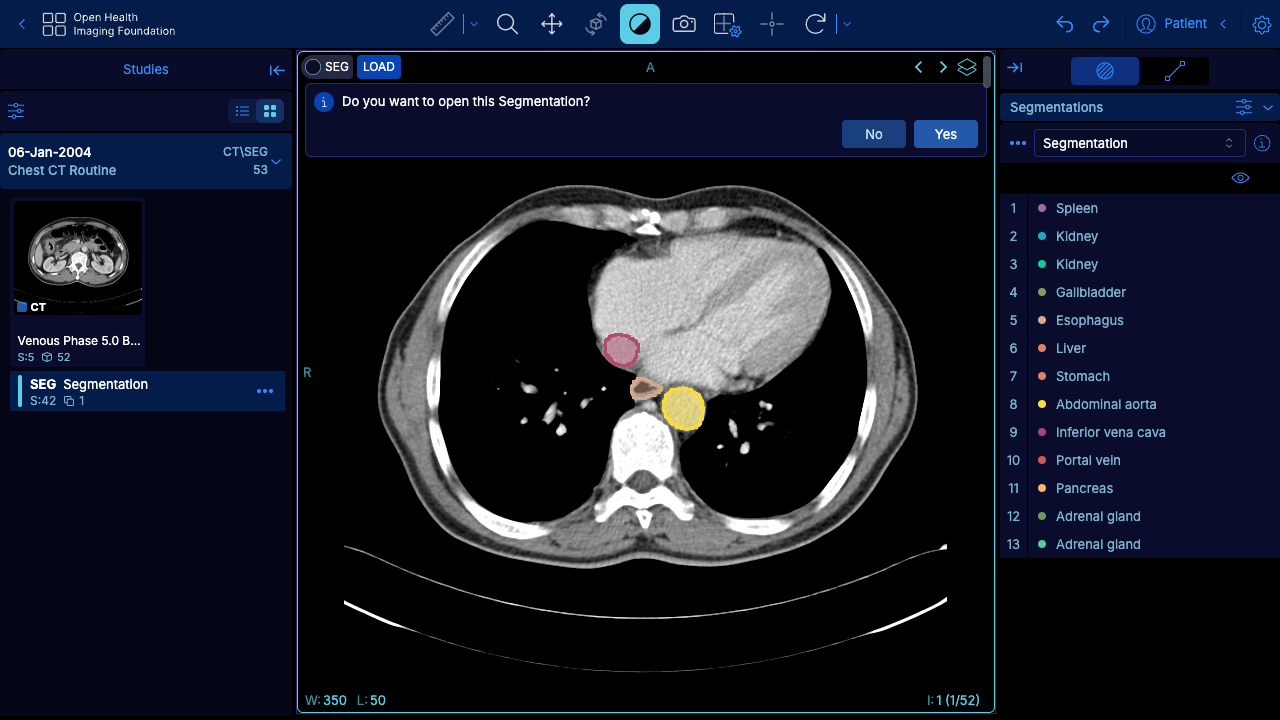 Open Health
Imaging Foundation
Patient
Studies
06-Jan-2004
CT\SEG
Chest CT Routine
53
CT
Venous Phase 5.0 B...
S:5 52
SEG Segmentation
S:42 1
SEG LOAD
A
Do you want to open this Segmentation?
No
Yes
R
W: 350 L: 50
I: 1 (1/52)
Segmentations
Segmentation
1 Spleen
2 Kidney
3 Kidney
4 Gallbladder
5 Esophagus
6 Liver
7 Stomach
8 Abdominal aorta
9 Inferior vena cava
10 Portal vein
11 Pancreas
12 Adrenal gland
13 Adrenal gland